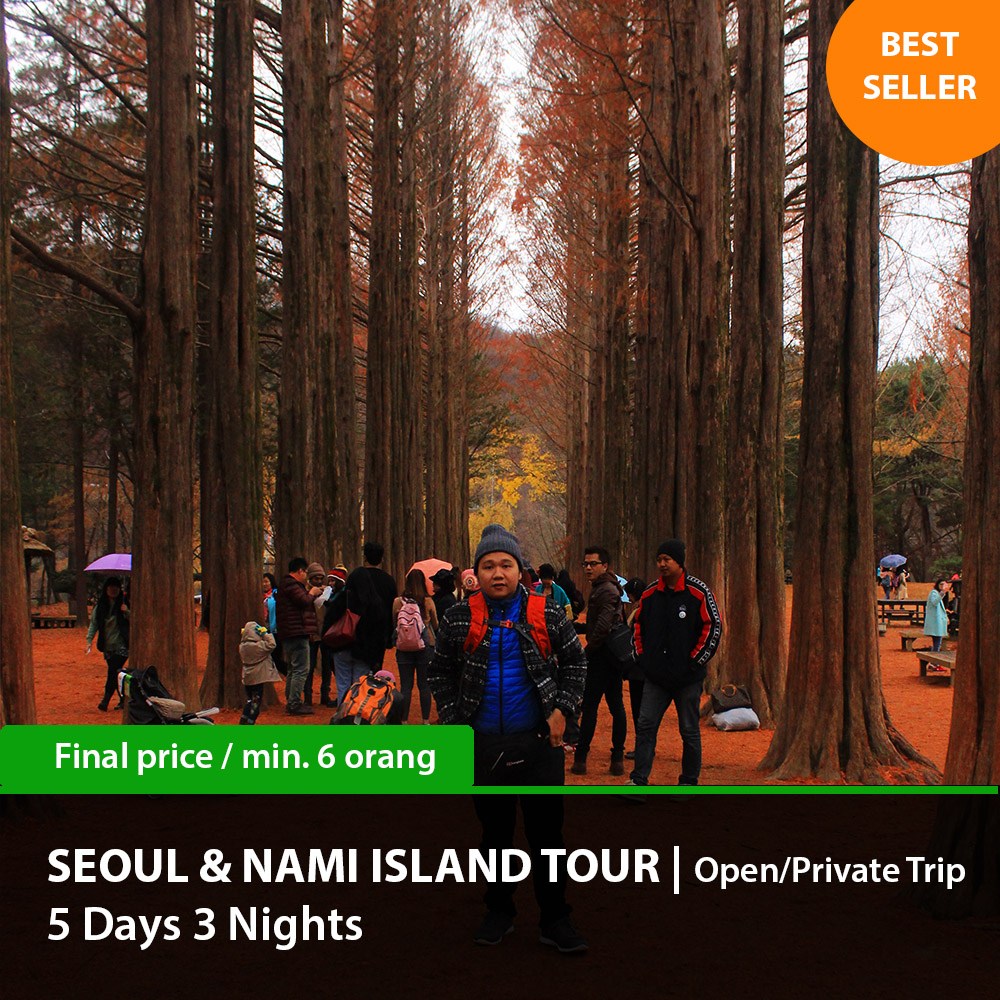 BEST
SELLER
Final price / min. 6 orang
SEOUL & NAMI ISLAND TOUR | Open/Private Trip
5 Days 3 Nights